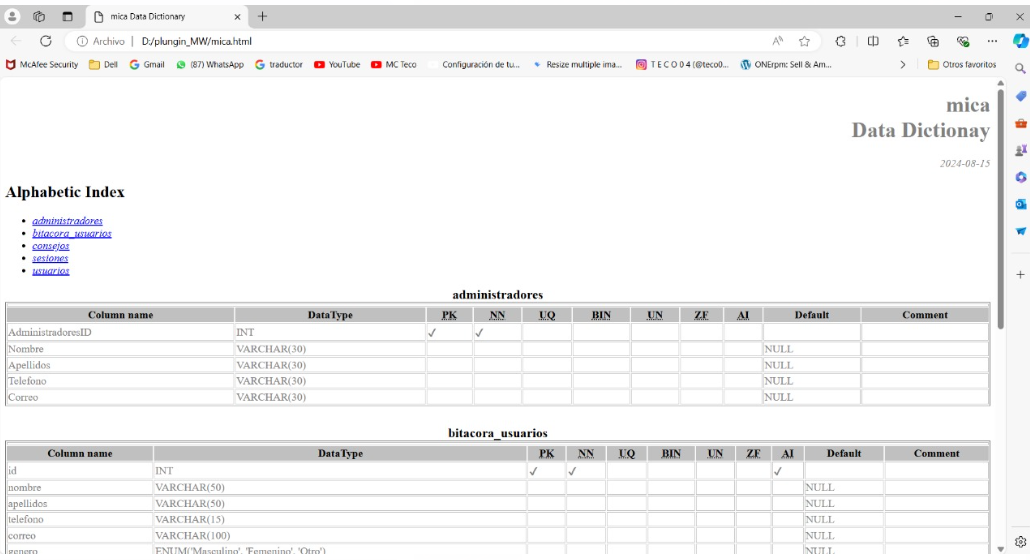 mica Data Dictionary
Archivo | D:/plungin_MW/mica.html
McAfee Security Dell Gmail (87) WhatsApp traductor YouTube MC Teco Configuración de tu... Resize multiple ima... T E C O 0 4 (@teco0... ONErpm: Sell & Am... Otros favoritos
mica
Data Dictionay
2024-08-15
Alphabetic Index
administradores
bitacora_usuarios
consejos
sesiones
usuarios
administradores
Column name DataType PK NN UQ BIN UN ZF AI Default Comment
AdministradoresID INT ✓ ✓
Nombre VARCHAR(30) NULL
Apellidos VARCHAR(30) NULL
Telefono VARCHAR(30) NULL
Correo VARCHAR(30) NULL
bitacora_usuarios
Column name DataType PK NN UQ BIN UN ZF AI Default Comment
id INT ✓ ✓ ✓
nombre VARCHAR(50) NULL
apellidos VARCHAR(50) NULL
telefono VARCHAR(15) NULL
correo VARCHAR(100) NULL
genero ENUM('Masculino', 'Femenino', 'Otro') NULL